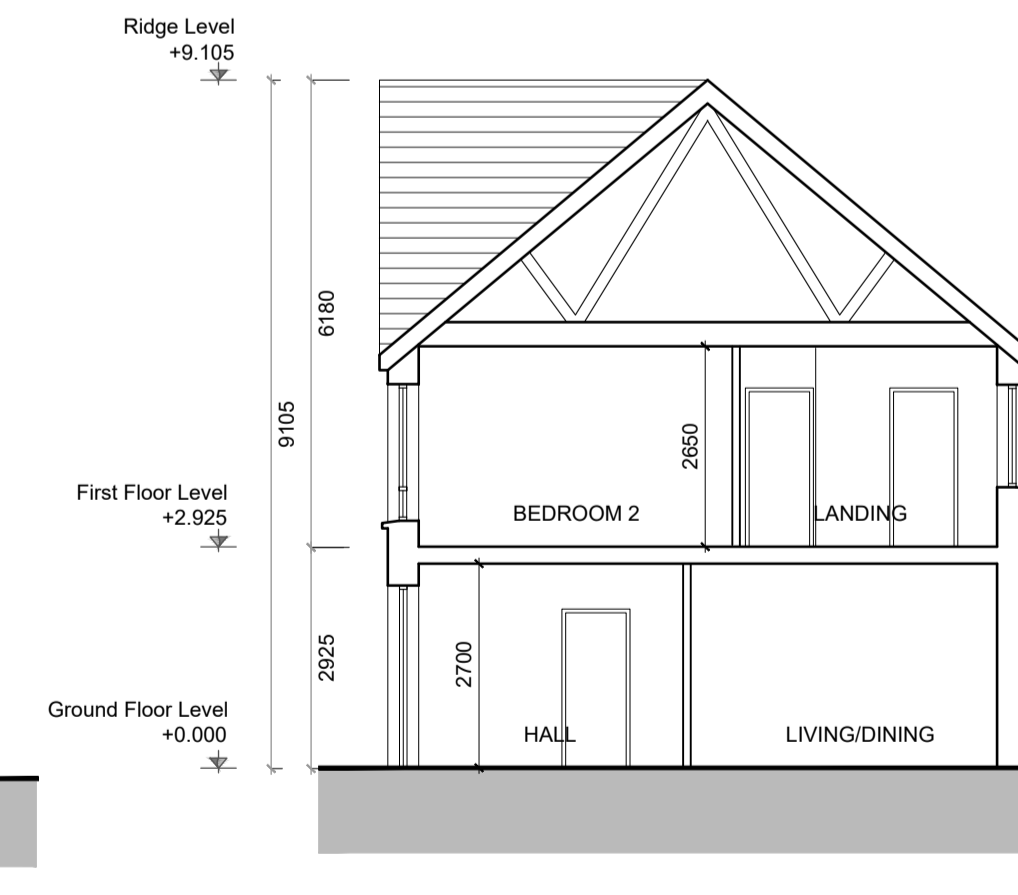 Ridge Level
+9.105
6180
9105
2650
First Floor Level
+2.925
BEDROOM 2
LANDING
2925
2700
Ground Floor Level
+0.000
HALL
LIVING/DINING